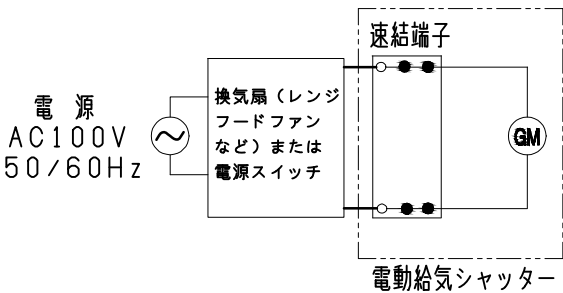 速結端子
電 源
AC100V
50/60Hz
換気扇（レンジ
フードファン
など）または
電源スイッチ
GM
電動給気シャッター